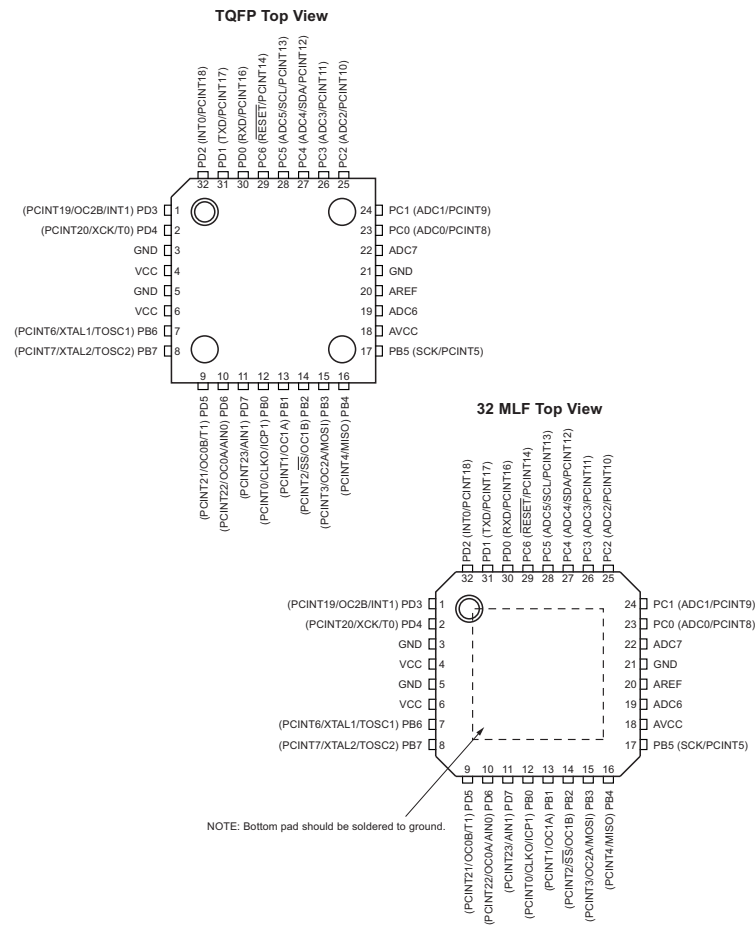 TQFP Top View
PD2 (INT0/PCINT18)
PD1 (TXD/PCINT17)
PD0 (RXD/PCINT16)
PC6 (RESET/PCINT14)
PC5 (ADC5/SCL/PCINT13)
PC4 (ADC4/SDA/PCINT12)
PC3 (ADC3/PCINT11)
PC2 (ADC2/PCINT10)
32 31 30 29 28 27 26 25
(PCINT19/OC2B/INT1) PD3 1
(PCINT20/XCK/T0) PD4 2
GND 3
VCC 4
GND 5
VCC 6
(PCINT6/XTAL1/TOSC1) PB6 7
(PCINT7/XTAL2/TOSC2) PB7 8
24 PC1 (ADC1/PCINT9)
23 PC0 (ADC0/PCINT8)
22 ADC7
21 GND
20 AREF
19 ADC6
18 AVCC
17 PB5 (SCK/PCINT5)
9 10 11 12 13 14 15 16
(PCINT21/OC0B/T1) PD5
(PCINT22/OC0A/AIN0) PD6
(PCINT23/AIN1) PD7
(PCINT0/CLKO/ICP1) PB0
(PCINT1/OC1A) PB1
(PCINT2/SS/OC1B) PB2
(PCINT3/OC2A/MOSI) PB3
(PCINT4/MISO) PB4
32 MLF Top View
PD2 (INT0/PCINT18)
PD1 (TXD/PCINT17)
PD0 (RXD/PCINT16)
PC6 (RESET/PCINT14)
PC5 (ADC5/SCL/PCINT13)
PC4 (ADC4/SDA/PCINT12)
PC3 (ADC3/PCINT11)
PC2 (ADC2/PCINT10)
32 31 30 29 28 27 26 25
(PCINT19/OC2B/INT1) PD3 1
(PCINT20/XCK/T0) PD4 2
GND 3
VCC 4
GND 5
VCC 6
(PCINT6/XTAL1/TOSC1) PB6 7
(PCINT7/XTAL2/TOSC2) PB7 8
24 PC1 (ADC1/PCINT9)
23 PC0 (ADC0/PCINT8)
22 ADC7
21 GND
20 AREF
19 ADC6
18 AVCC
17 PB5 (SCK/PCINT5)
9 10 11 12 13 14 15 16
(PCINT21/OC0B/T1) PD5
(PCINT22/OC0A/AIN0) PD6
(PCINT23/AIN1) PD7
(PCINT0/CLKO/ICP1) PB0
(PCINT1/OC1A) PB1
(PCINT2/SS/OC1B) PB2
(PCINT3/OC2A/MOSI) PB3
(PCINT4/MISO) PB4
NOTE: Bottom pad should be soldered to ground.